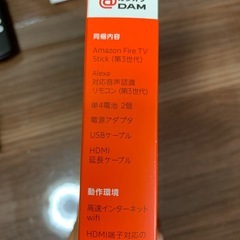 DAM
同梱内容
Amazon Fire TV
Stick (第3世代)
Alexa
対応音声認識
リモコン(第3世代)
単4電池 2個
電源アダプタ
USBケーブル
HDMI
延長ケーブル
動作環境
高速インターネット
wifi
HDMI端子対応の